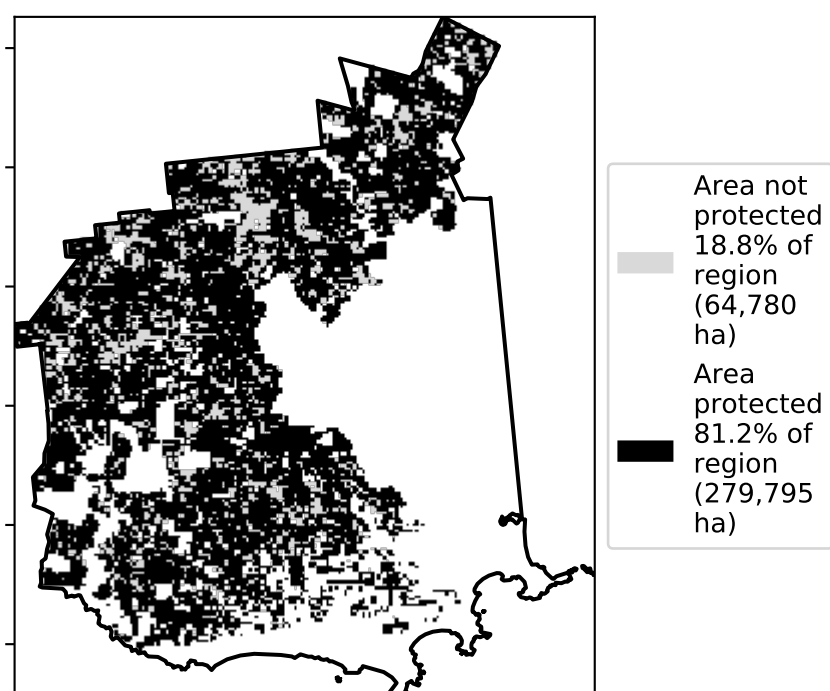 Area not
protected
18.8% of
region
(64,780
ha)
Area
protected
81.2% of
region
(279,795
ha)